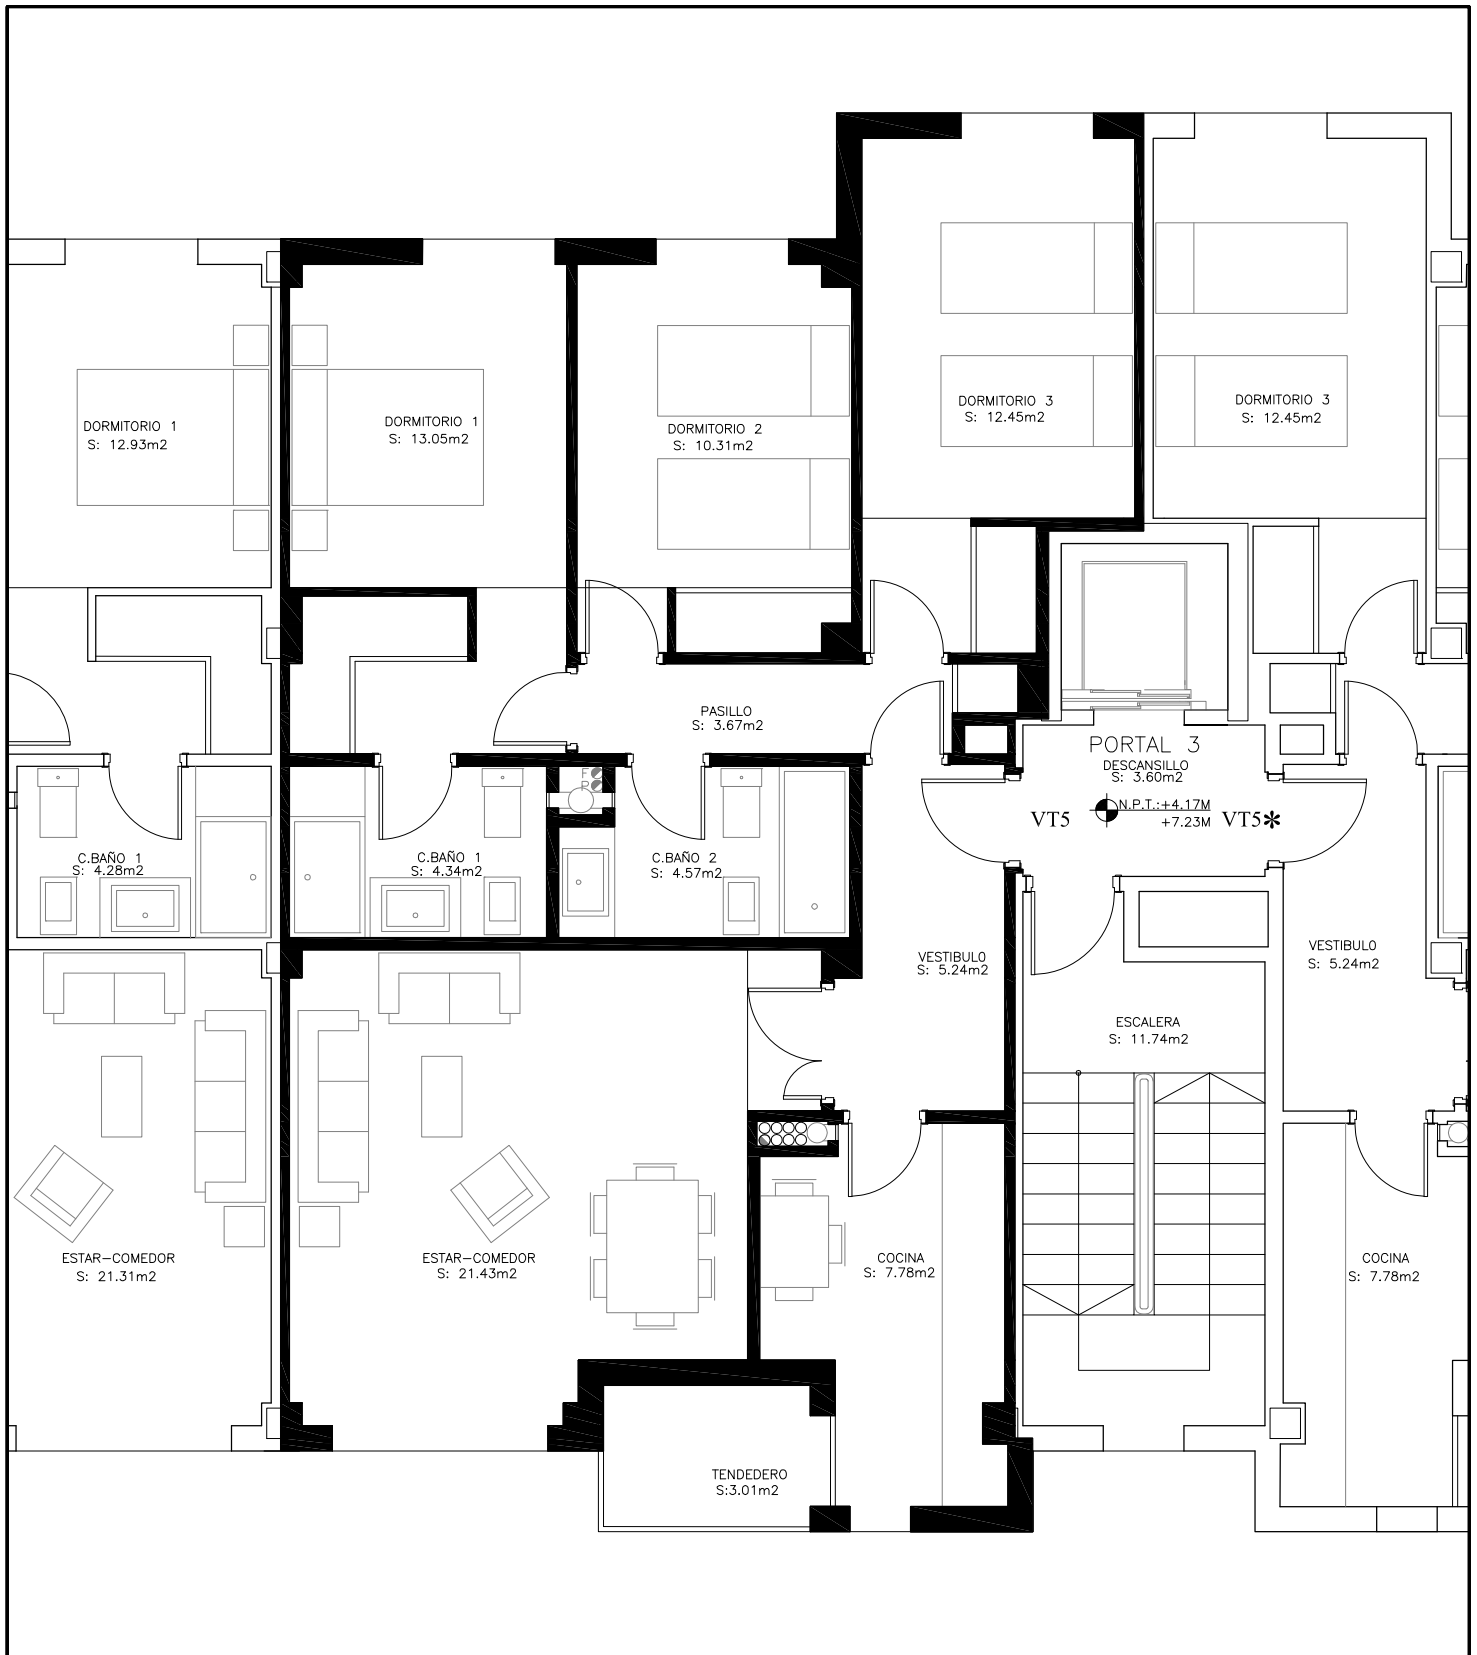 DORMITORIO 1
S: 12.93m2
DORMITORIO 1
S: 13.05m2
DORMITORIO 2
S: 10.31m2
DORMITORIO 3
S: 12.45m2
DORMITORIO 3
S: 12.45m2
PASILLO
S: 3.67m2
PORTAL 3
DESCANSILLO
S: 3.60m2
N.P.T.:+4.17M
+7.23M
VT5
VT5*
F
P
C.BAÑO 1
S: 4.28m2
C.BAÑO 1
S: 4.34m2
C.BAÑO 2
S: 4.57m2
VESTIBULO
S: 5.24m2
VESTIBULO
S: 5.24m2
ESCALERA
S: 11.74m2
ESTAR-COMEDOR
S: 21.31m2
ESTAR-COMEDOR
S: 21.43m2
COCINA
S: 7.78m2
COCINA
S: 7.78m2
TENDEDERO
S:3.01m2